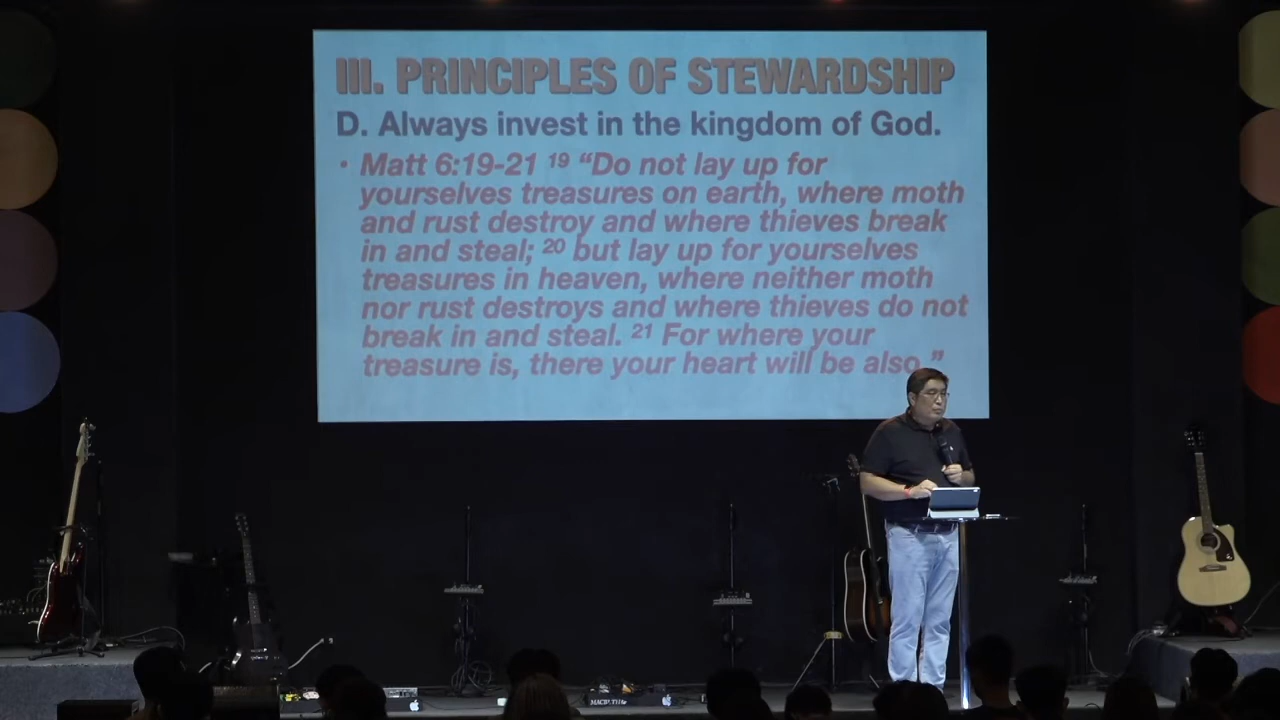 III. PRINCIPLES OF STEWARDSHIP
D. Always invest in the kingdom of God.
• Matt 6:19-21 19 “Do not lay up for
yourselves treasures on earth, where moth
and rust destroy and where thieves break
in and steal; 20 but lay up for yourselves
treasures in heaven, where neither moth
nor rust destroys and where thieves do not
break in and steal. 21 For where your
treasure is, there your heart will be also.”